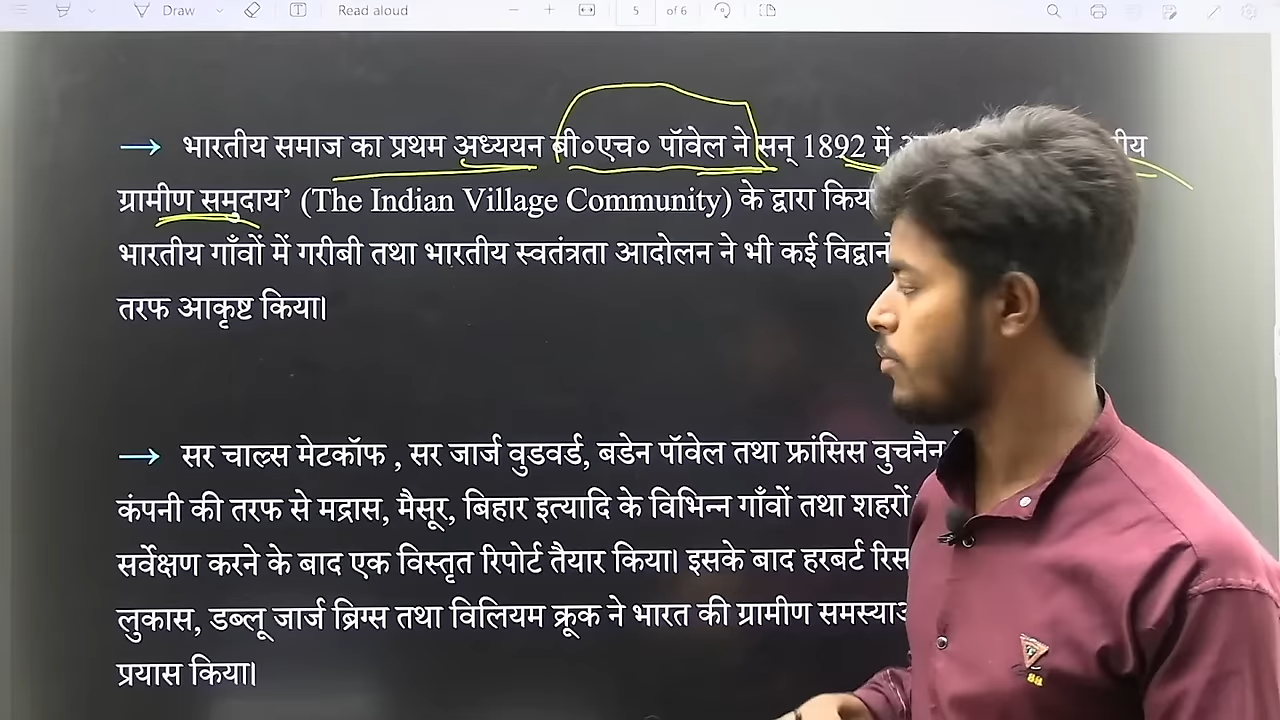 Draw Read aloud 5 of 6
→ भारतीय समाज का प्रथम अध्ययन बी०एच० पॉवेल ने सन् 1892 में
ग्रामीण समुदाय’ (The Indian Village Community) के द्वारा
भारतीय गाँवों में गरीबी तथा भारतीय स्वतंत्रता आदोलन ने भी कई
तरफ आकृष्ट किया।
→ सर चार्ल्स मेटकॉफ , सर जार्ज वुडवर्ड, बडेन पॉवेल तथा फ्रांसिस वुचनैन
कंपनी की तरफ से मद्रास, मैसूर, बिहार इत्यादि के विभिन्न गाँवों तथा शहरों
सर्वेक्षण करने के बाद एक विस्तृत रिपोर्ट तैयार किया। इसके बाद हरबर्ट
लुकास, डब्लू जार्ज ब्रिग्स तथा विलियम क्रूक ने भारत की ग्रामीण
प्रयास किया।
88